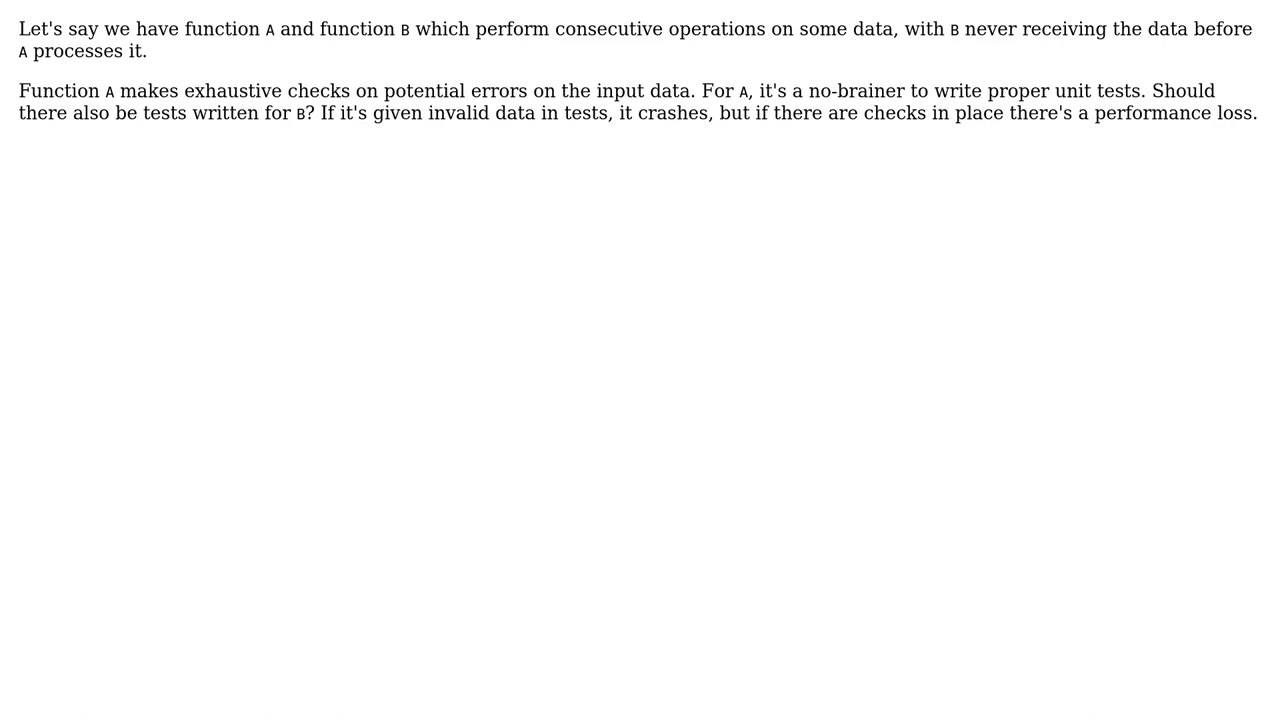 Let's say we have function A and function B which perform consecutive operations on some data, with B never receiving the data before
A processes it.
Function A makes exhaustive checks on potential errors on the input data. For A, it's a no-brainer to write proper unit tests. Should
there also be tests written for B? If it's given invalid data in tests, it crashes, but if there are checks in place there's a performance loss.